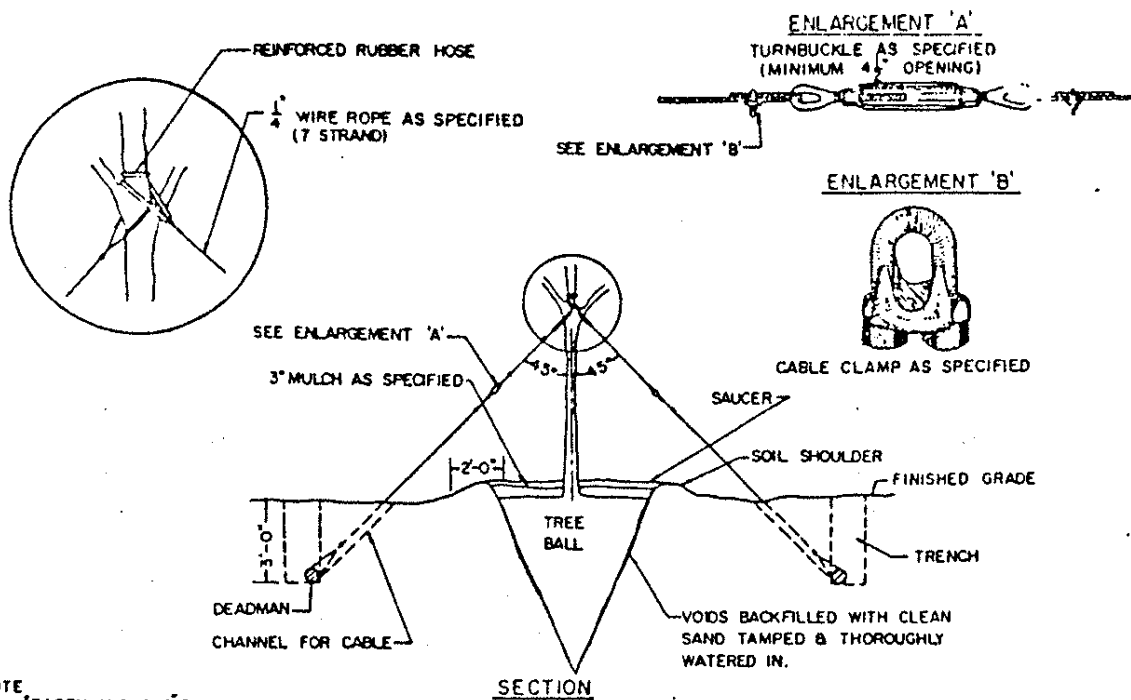 REINFORCED RUBBER HOSE
1/4" WIRE ROPE AS SPECIFIED
(7 STRAND)
ENLARGEMENT 'A'
TURNBUCKLE AS SPECIFIED
(MINIMUM 4½" OPENING)
SEE ENLARGEMENT 'B'
ENLARGEMENT 'B'
CABLE CLAMP AS SPECIFIED
SEE ENLARGEMENT 'A'
3" MULCH AS SPECIFIED
45°
45°
SAUCER
2'-0"
SOIL SHOULDER
FINISHED GRADE
3'-0"
TREE
BALL
TRENCH
DEADMAN
CHANNEL FOR CABLE
VOIDS BACKFILLED WITH CLEAN
SAND TAMPED & THOROUGHLY
WATERED IN.
SECTION